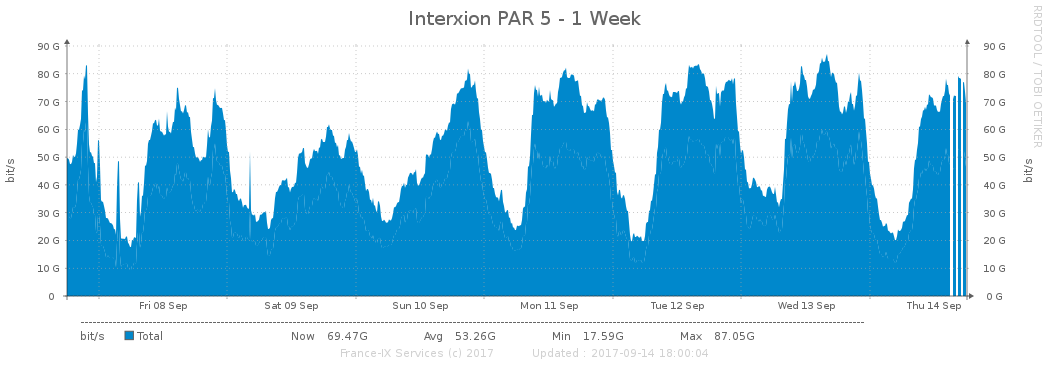 Interxion PAR 5 - 1 Week
RRDTOOL / TOBI OETIKER
90 G 90 G
80 G 80 G
70 G 70 G
60 G 60 G
50 G 50 G
40 G 40 G
30 G 30 G
20 G 20 G
10 G 10 G
0 0 G
bit/s
bit/s
Fri 08 Sep Sat 09 Sep Sun 10 Sep Mon 11 Sep Tue 12 Sep Wed 13 Sep Thu 14 Sep
bit/s Total Now 69.47G Avg 53.26G Min 17.59G Max 87.05G
France-IX Services (c) 2017 Updated : 2017-09-14 18:00:04